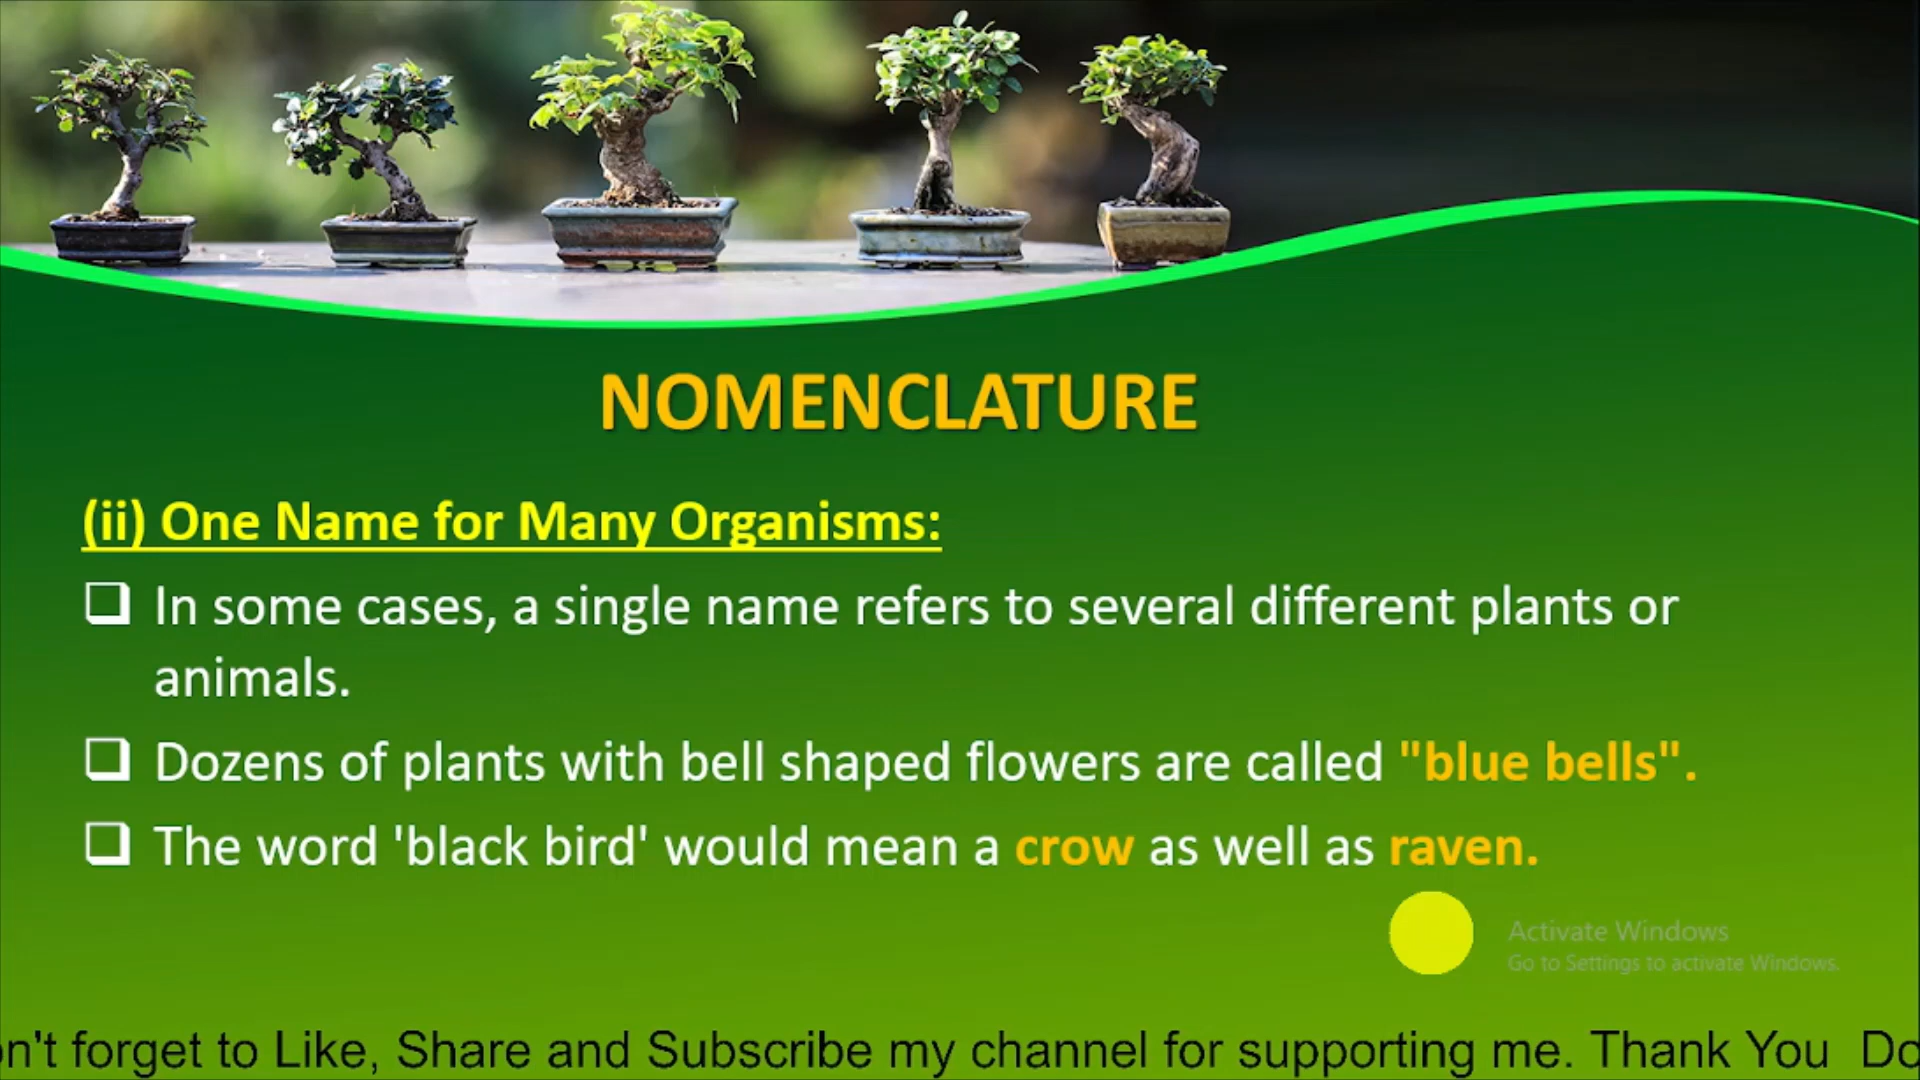 NOMENCLATURE
(ii) One Name for Many Organisms:
In some cases, a single name refers to several different plants or
animals.
Dozens of plants with bell shaped flowers are called "blue bells".
The word 'black bird' would mean a crow as well as raven.
Activate Windows
Go to Settings to activate Windows.
n't forget to Like, Share and Subscribe my channel for supporting me. Thank You Do